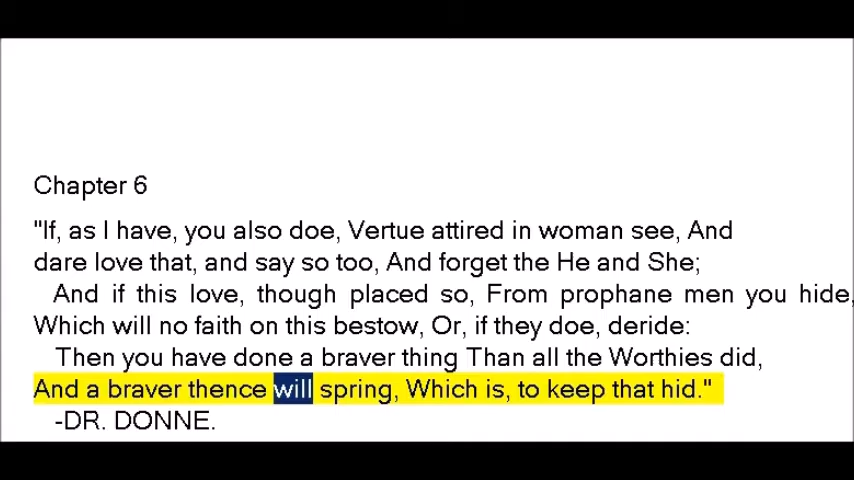 Chapter 6
"If, as I have, you also doe, Vertue attired in woman see, And
dare love that, and say so too, And forget the He and She;
And if this love, though placed so, From prophane men you hide,
Which will no faith on this bestow, Or, if they doe, deride:
Then you have done a braver thing Than all the Worthies did,
And a braver thence will spring, Which is, to keep that hid."
-DR. DONNE.